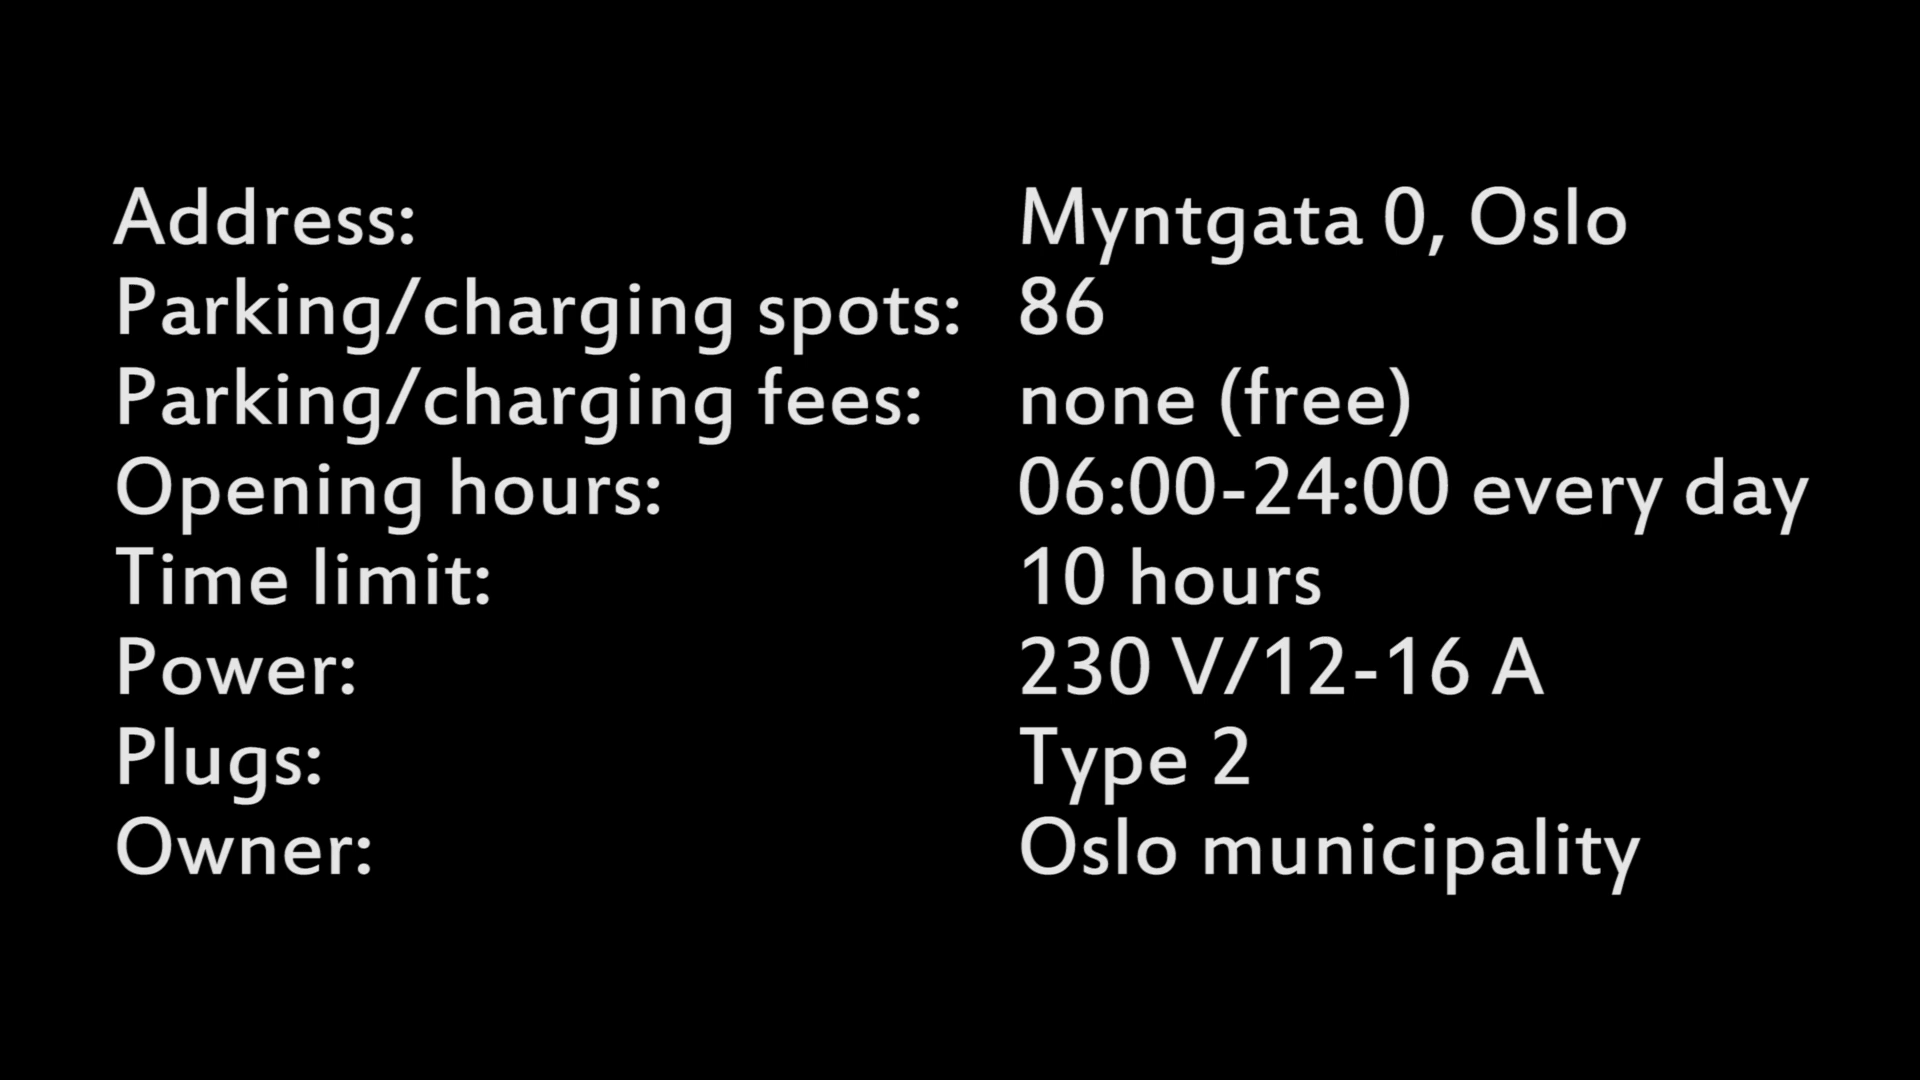 Address: Myntgata 0, Oslo
Parking/charging spots: 86
Parking/charging fees: none (free)
Opening hours: 06:00-24:00 every day
Time limit: 10 hours
Power: 230 V/12-16 A
Plugs: Type 2
Owner: Oslo municipality